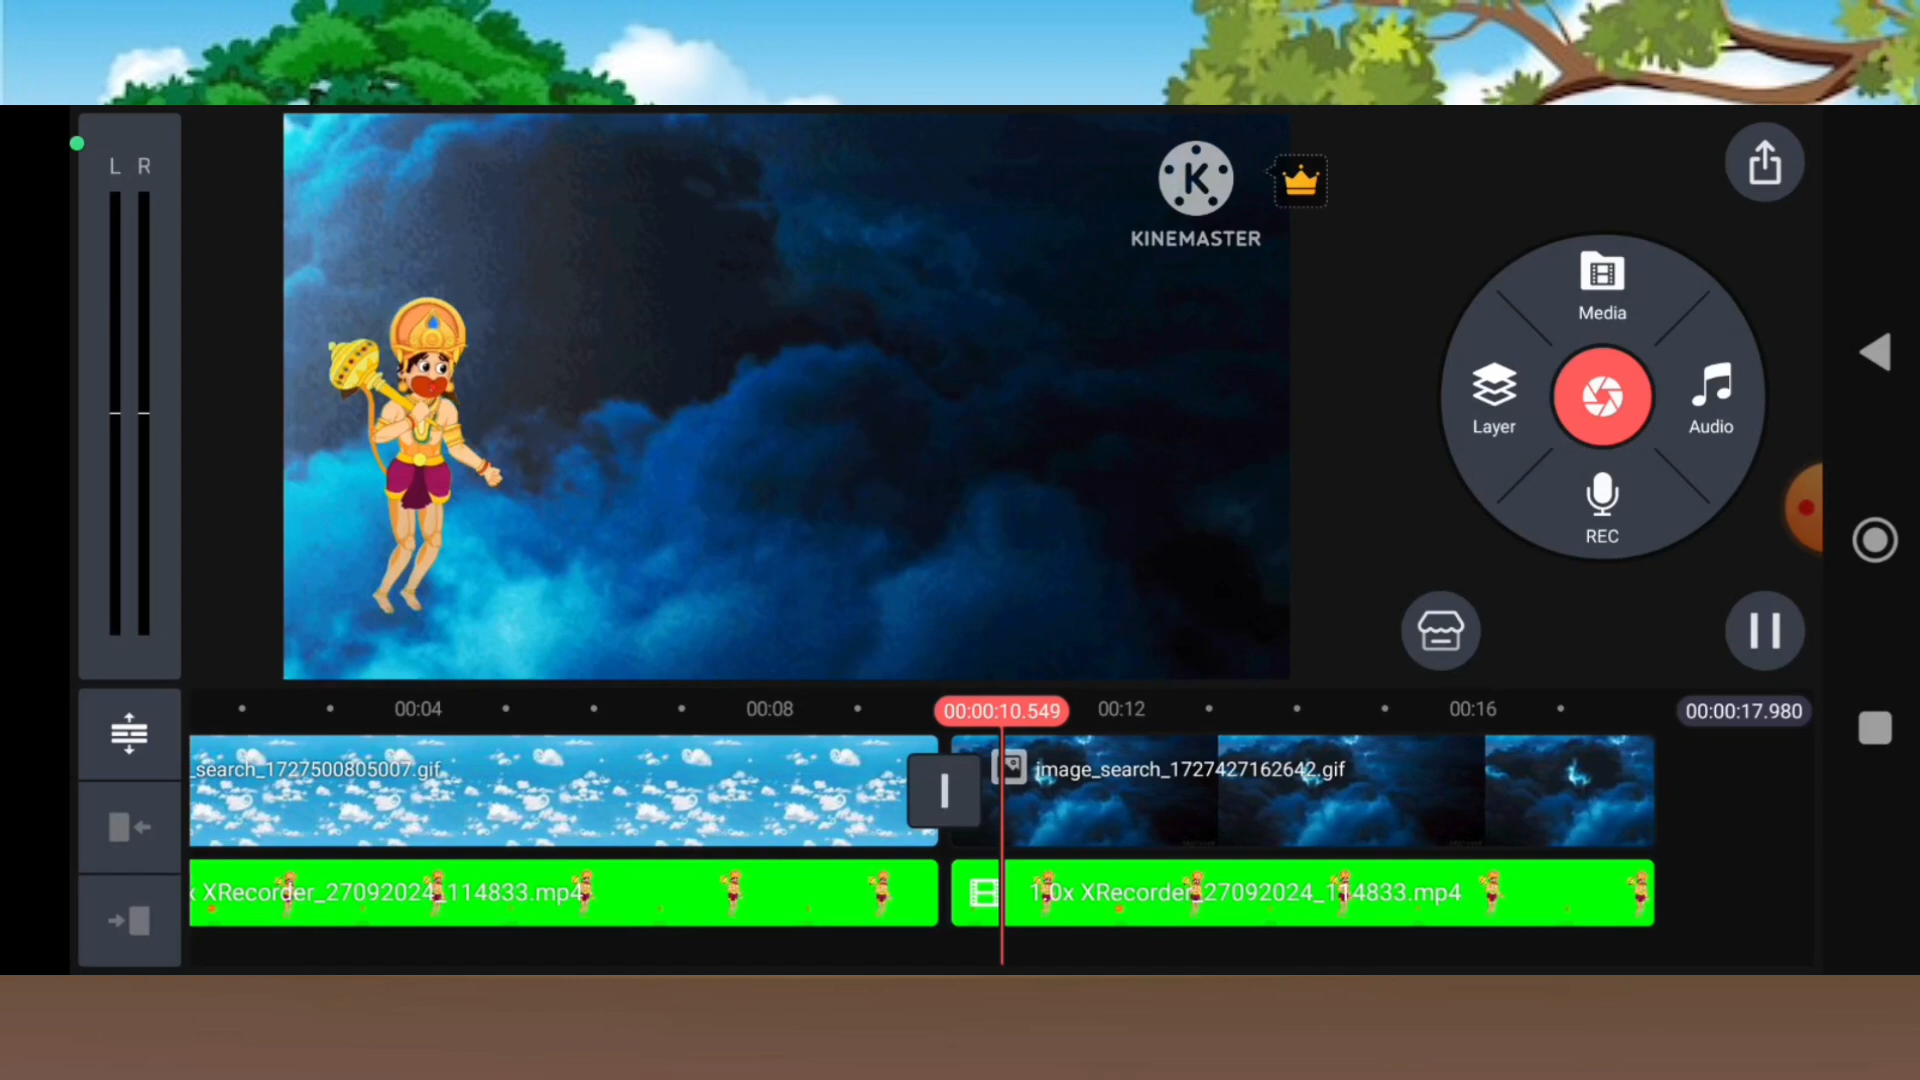 L R
K
KINEMASTER
Media
Layer
Audio
REC
00:04
00:08
00:00:10.549
00:12
00:16
00:00:17.980
_search_1727500805007.gif
image_search_1727427162642.gif
x XRecorder_27092024_114833.mp4
1.0x XRecorder_27092024_114833.mp4